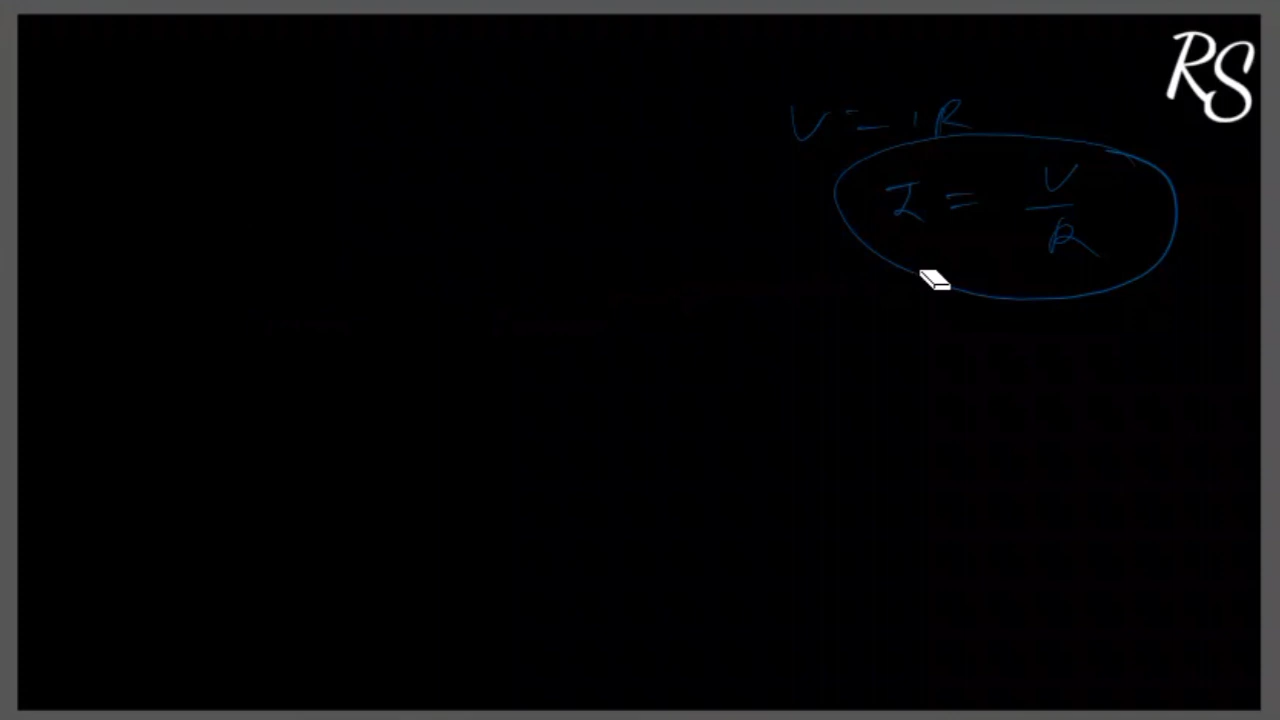 RS
V = IR
I = V/R